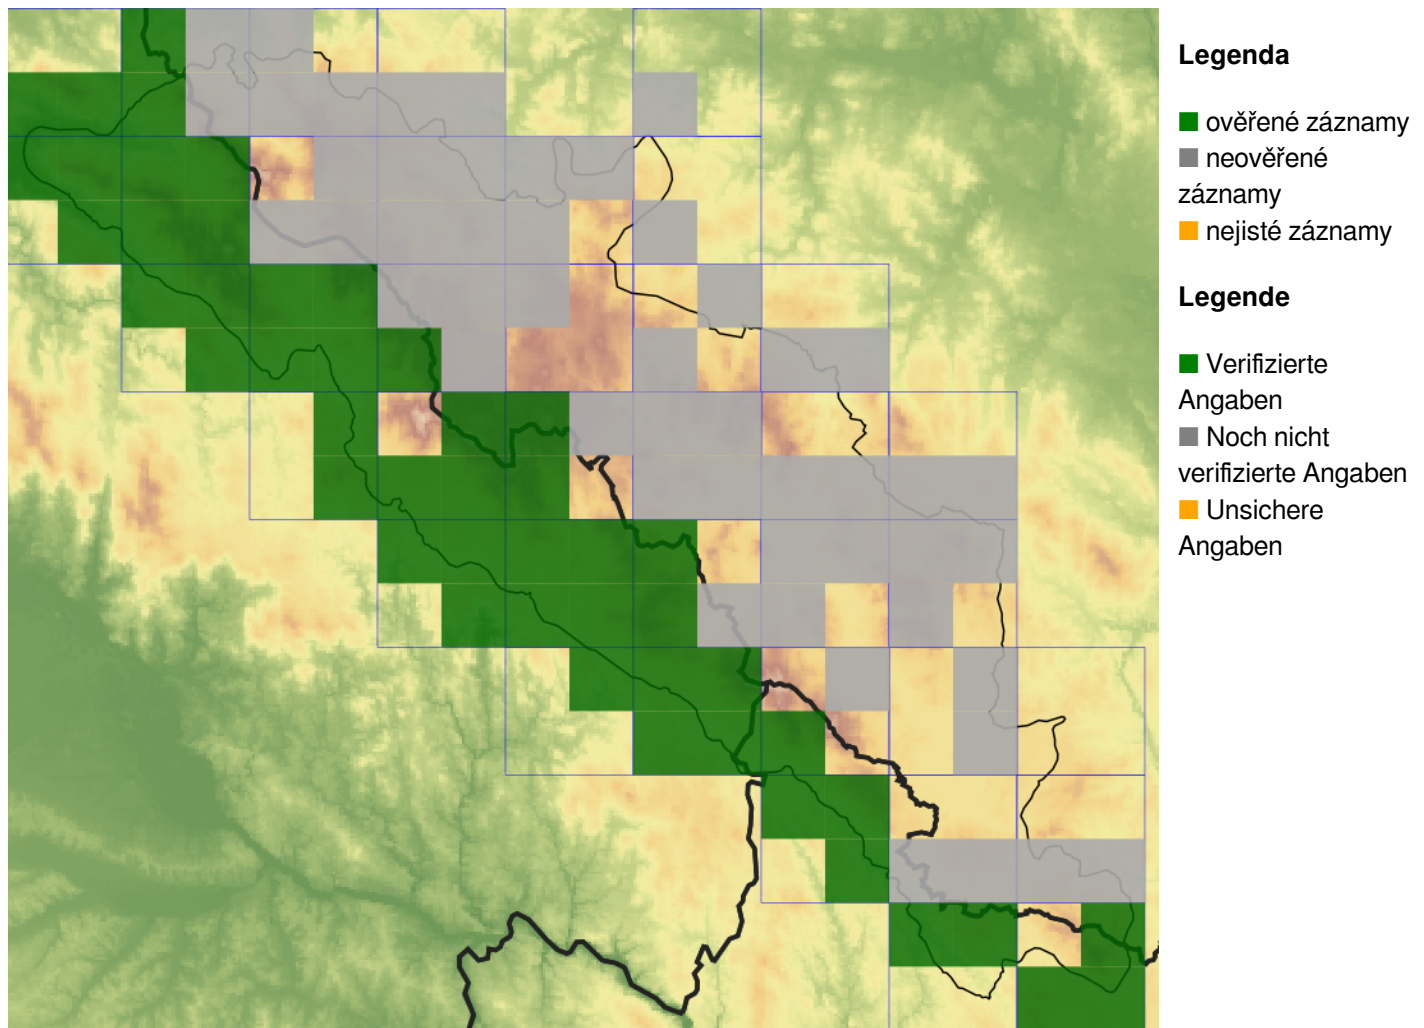 Legenda
ověřené záznamy
neověřené
záznamy
nejisté záznamy
Legende
Verifizierte
Angaben
Noch nicht
verifizierte Angaben
Unsichere
Angaben